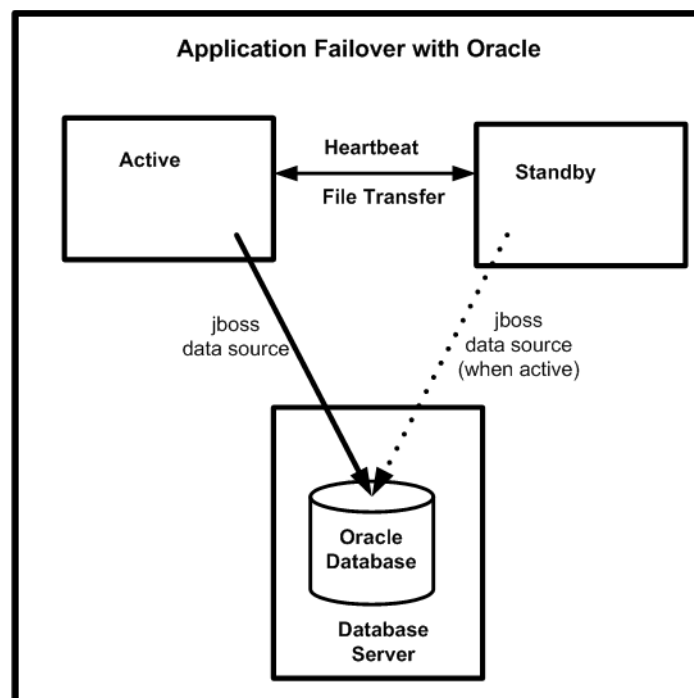 Application Failover with Oracle
Active
Heartbeat
File Transfer
Standby
jboss
data source
jboss
data source
(when active)
Oracle
Database
Database
Server